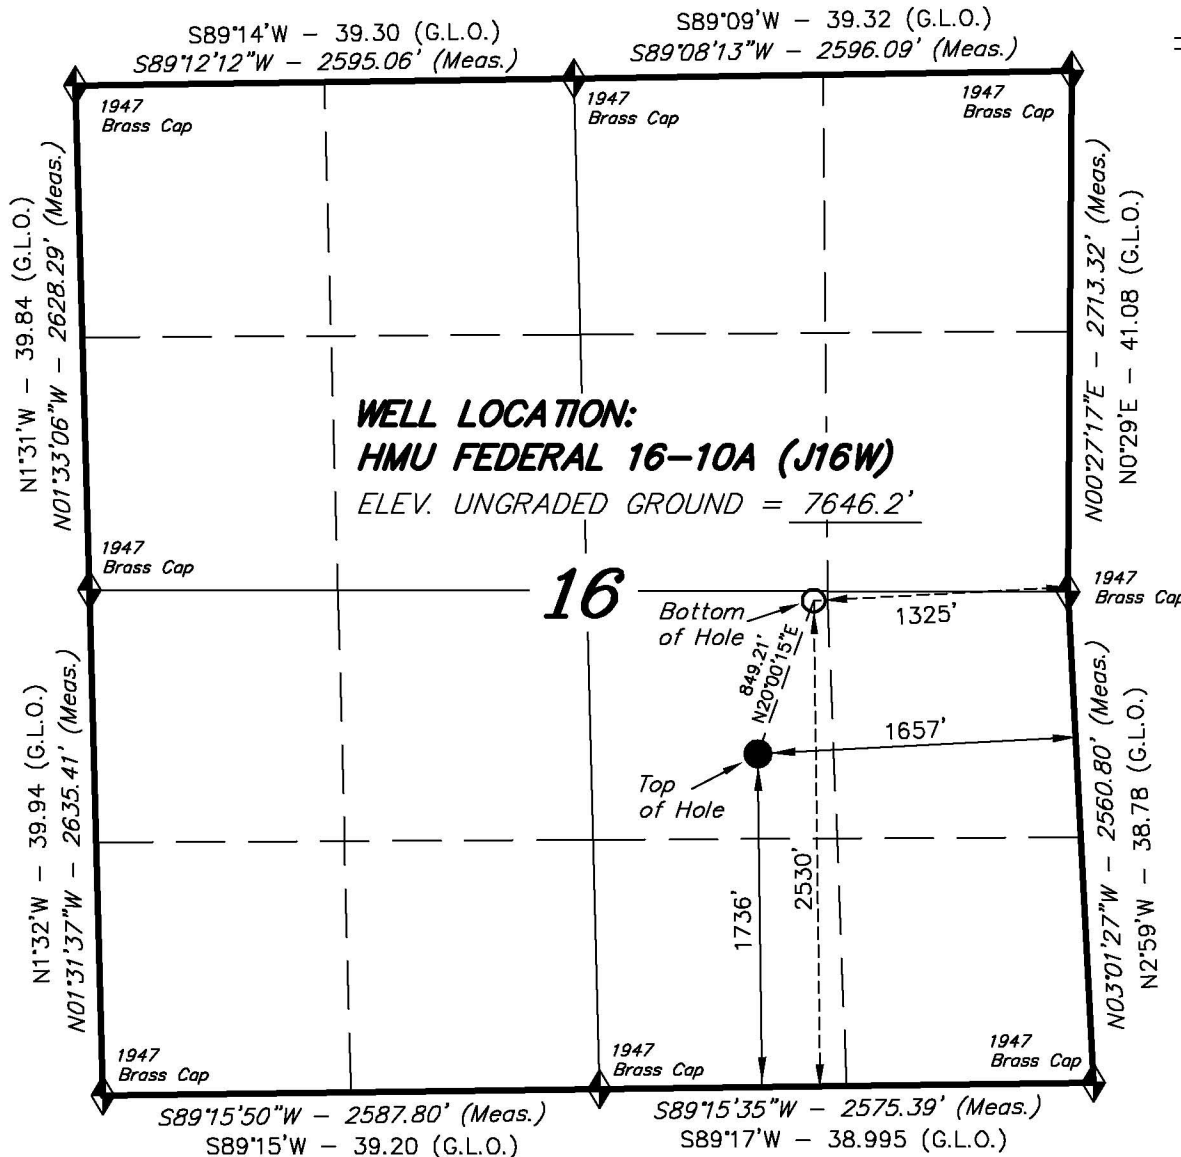 S89°14'W – 39.30 (G.L.O.)
S89°12'12"W – 2595.06' (Meas.)
S89°09'W – 39.32 (G.L.O.)
S89°08'13"W – 2596.09' (Meas.)
1947
Brass Cap
1947
Brass Cap
1947
Brass Cap
N1°31'W – 39.84 (G.L.O.)
N01°33'06"W – 2628.29' (Meas.)
N00°27'17"E – 2713.32' (Meas.)
N0°29'E – 41.08 (G.L.O.)
WELL LOCATION:
HMU FEDERAL 16–10A (J16W)
ELEV. UNGRADED GROUND = 7646.2'
1947
Brass Cap
16
1947
Brass Cap
Bottom
of Hole
1325'
849.21'
N20°00'15"E
1657'
Top
of Hole
1736'
2530'
N1°32'W – 39.94 (G.L.O.)
N01°31'37"W – 2635.41' (Meas.)
N03°01'27"W – 2560.80' (Meas.)
N2°59'W – 38.78 (G.L.O.)
1947
Brass Cap
1947
Brass Cap
1947
Brass Cap
S89°15'50"W – 2587.80' (Meas.)
S89°15'W – 39.20 (G.L.O.)
S89°15'35"W – 2575.39' (Meas.)
S89°17'W – 38.995 (G.L.O.)